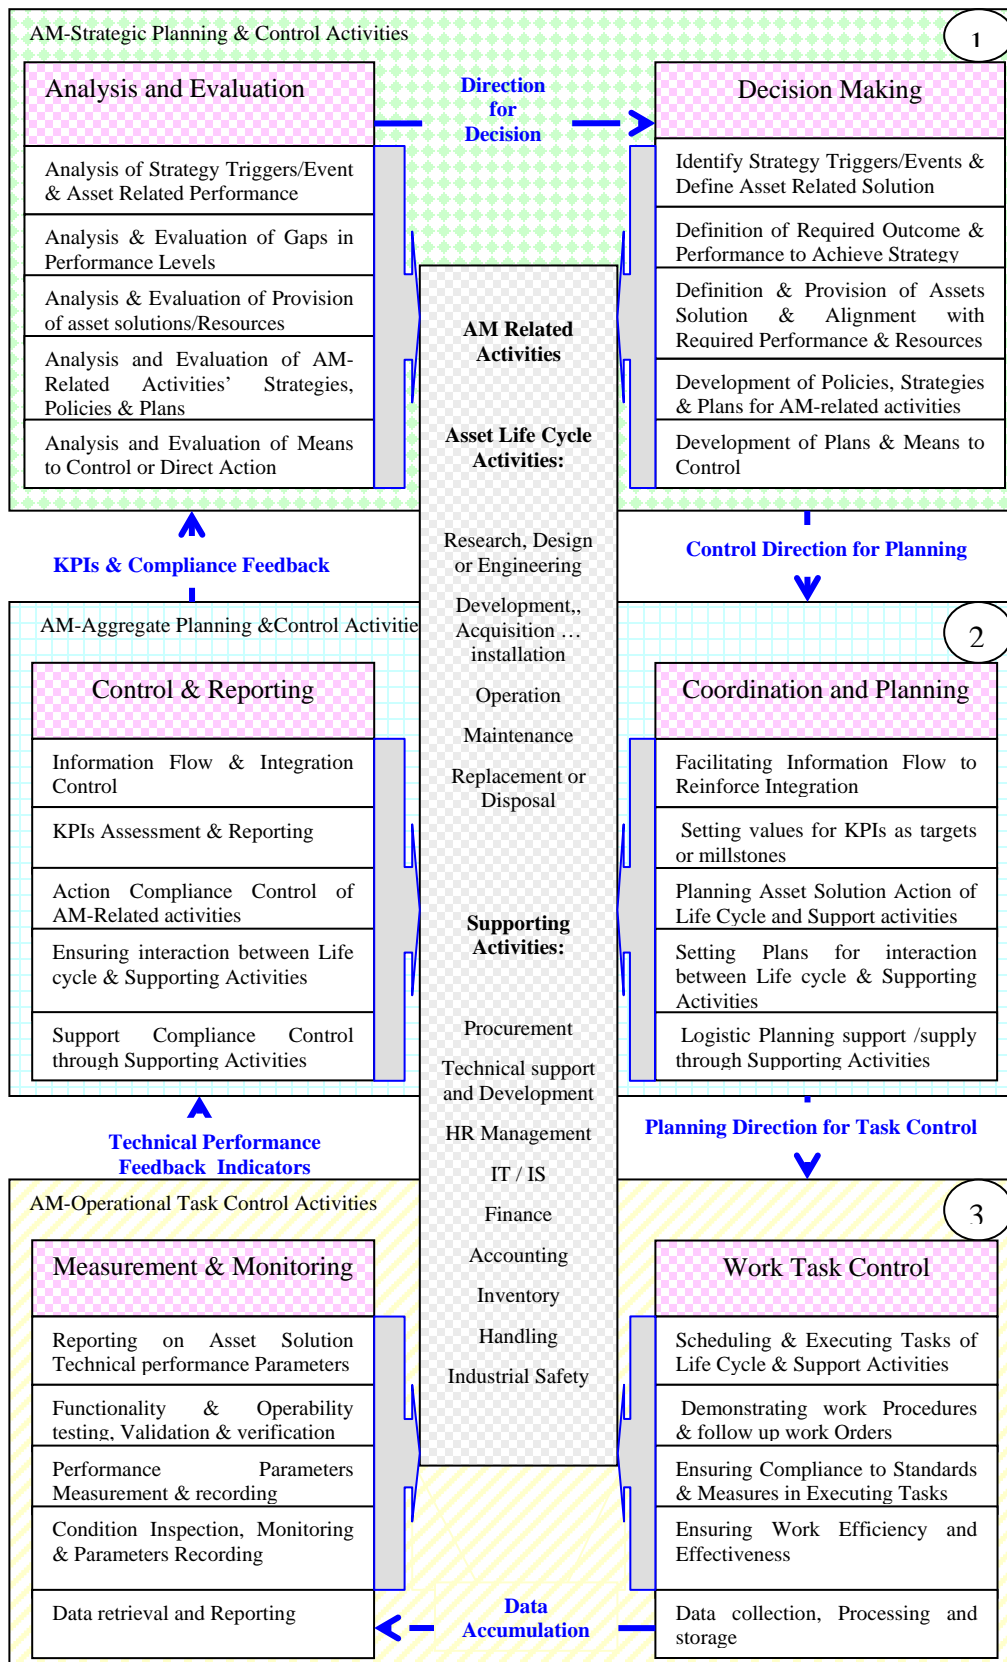 AM-Strategic Planning & Control Activities
1
Analysis and Evaluation
Analysis of Strategy Triggers/Event
& Asset Related Performance
Analysis & Evaluation of Gaps in
Performance Levels
Analysis & Evaluation of Provision
of asset solutions/Resources
Analysis and Evaluation of AM-
Related Activities’ Strategies,
Policies & Plans
Analysis and Evaluation of Means
to Control or Direct Action
Direction
for
Decision
Decision Making
Identify Strategy Triggers/Events &
Define Asset Related Solution
Definition of Required Outcome &
Performance to Achieve Strategy
Definition & Provision of Assets
Solution & Alignment with
Required Performance & Resources
Development of Policies, Strategies
& Plans for AM-related activities
Development of Plans & Means to
Control
AM Related
Activities
Asset Life Cycle
Activities:
Research, Design
or Engineering
Development,,
Acquisition …
installation
Operation
Maintenance
Replacement or
Disposal
Supporting
Activities:
Procurement
Technical support
and Development
HR Management
IT / IS
Finance
Accounting
Inventory
Handling
Industrial Safety
KPIs & Compliance Feedback
Control Direction for Planning
AM-Aggregate Planning &Control Activitie
2
Control & Reporting
Information Flow & Integration
Control
KPIs Assessment & Reporting
Action Compliance Control of
AM-Related activities
Ensuring interaction between Life
cycle & Supporting Activities
Support Compliance Control
through Supporting Activities
Coordination and Planning
Facilitating Information Flow to
Reinforce Integration
Setting values for KPIs as targets
or millstones
Planning Asset Solution Action of
Life Cycle and Support activities
Setting Plans for interaction
between Life cycle & Supporting
Activities
Logistic Planning support /supply
through Supporting Activities
Technical Performance
Feedback Indicators
Planning Direction for Task Control
AM-Operational Task Control Activities
3
Measurement & Monitoring
Reporting on Asset Solution
Technical performance Parameters
Functionality & Operability
testing, Validation & verification
Performance Parameters
Measurement & recording
Condition Inspection, Monitoring
& Parameters Recording
Data retrieval and Reporting
Work Task Control
Scheduling & Executing Tasks of
Life Cycle & Support Activities
Demonstrating work Procedures
& follow up work Orders
Ensuring Compliance to Standards
& Measures in Executing Tasks
Ensuring Work Efficiency and
Effectiveness
Data collection, Processing and
storage
Data
Accumulation